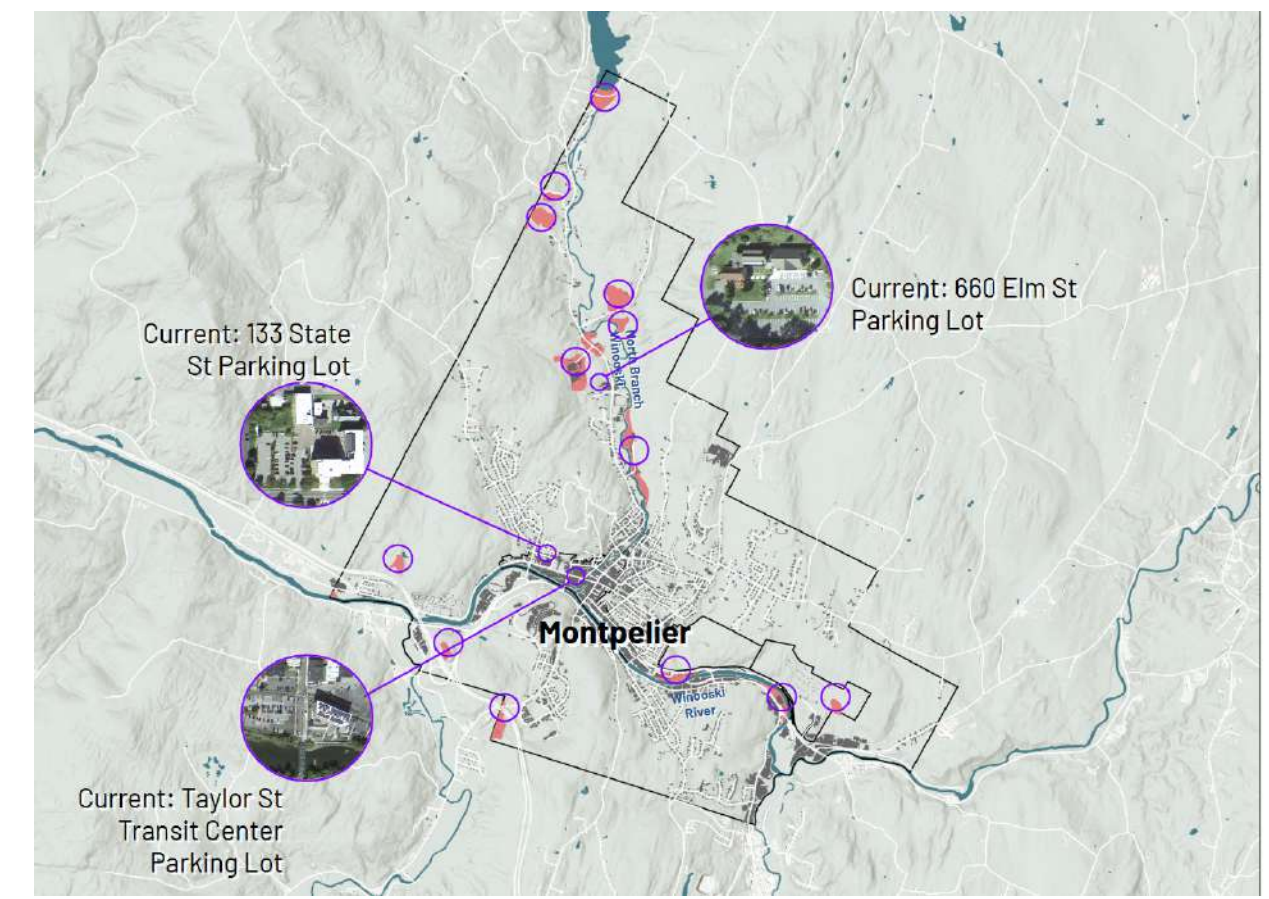 Current: 660 Elm St
Parking Lot
Current: 133 State
St Parking Lot
North Branch
Winooski
Montpelier
Winooski
River
Current: Taylor St
Transit Center
Parking Lot